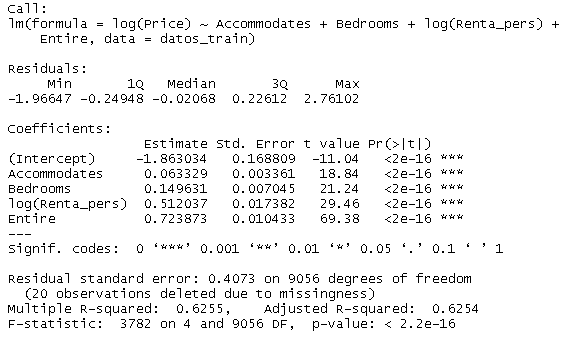 Call:
lm(formula = log(Price) ~ Accommodates + Bedrooms + log(Renta_pers) +
    Entire, data = datos_train)
Residuals:
     Min       1Q   Median       3Q      Max
-1.96647 -0.24948 -0.02068  0.22612  2.76102
Coefficients:
                 Estimate Std. Error t value Pr(>|t|)
(Intercept)     -1.863034   0.168809  -11.04   <2e-16 ***
Accommodates     0.063329   0.003361   18.84   <2e-16 ***
Bedrooms         0.149631   0.007045   21.24   <2e-16 ***
log(Renta_pers)  0.512037   0.017382   29.46   <2e-16 ***
Entire           0.723873   0.010433   69.38   <2e-16 ***
---
Signif. codes:  0 ‘***’ 0.001 ‘**’ 0.01 ‘*’ 0.05 ‘.’ 0.1 ‘ ’ 1
Residual standard error: 0.4073 on 9056 degrees of freedom
  (20 observations deleted due to missingness)
Multiple R-squared:  0.6255,    Adjusted R-squared:  0.6254
F-statistic:  3782 on 4 and 9056 DF,  p-value: < 2.2e-16